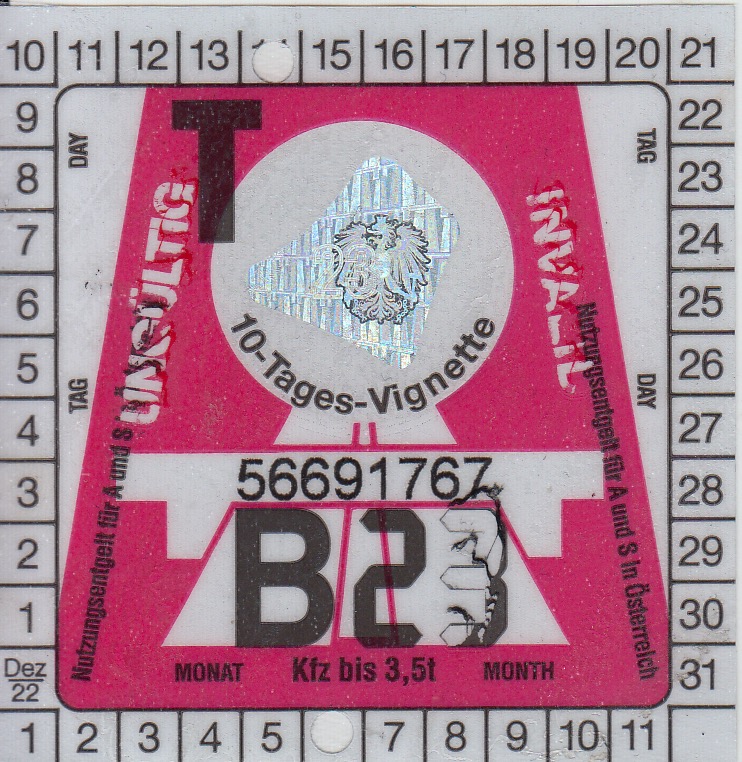 10 11 12 13 15 16 17 18 19 20 21
9 22
DAY TAG
T
8 23
UNGÜLTIG INVALID
7 24
6 25
5 26
TAG DAY
10-Tages-Vignette
4 27
56691767
3 28
B23
2 29
1 30
Nutzungsentgelt für A und S
Nutzungsentgelt für A und S in Österreich
MONAT Kfz bis 3,5t MONTH
Dez 31
22
1 2 3 4 5 7 8 9 10 11